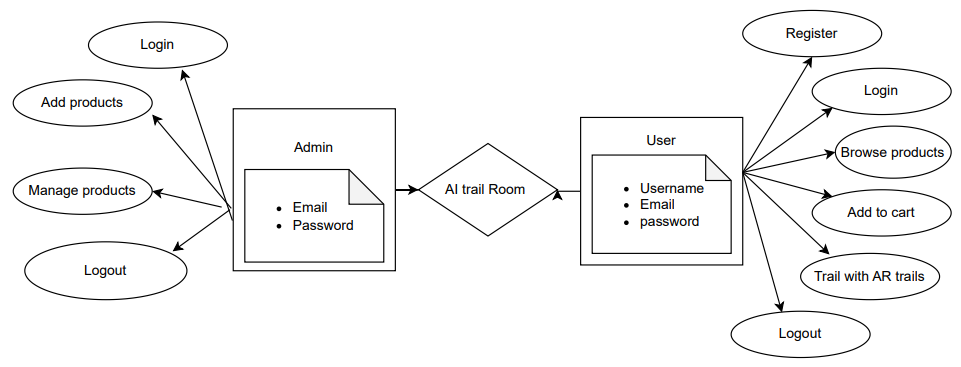 Login
Add products
Manage products
Logout
Admin
• Email
• Password
AI trail Room
User
• Username
• Email
• password
Register
Login
Browse products
Add to cart
Trail with AR trails
Logout